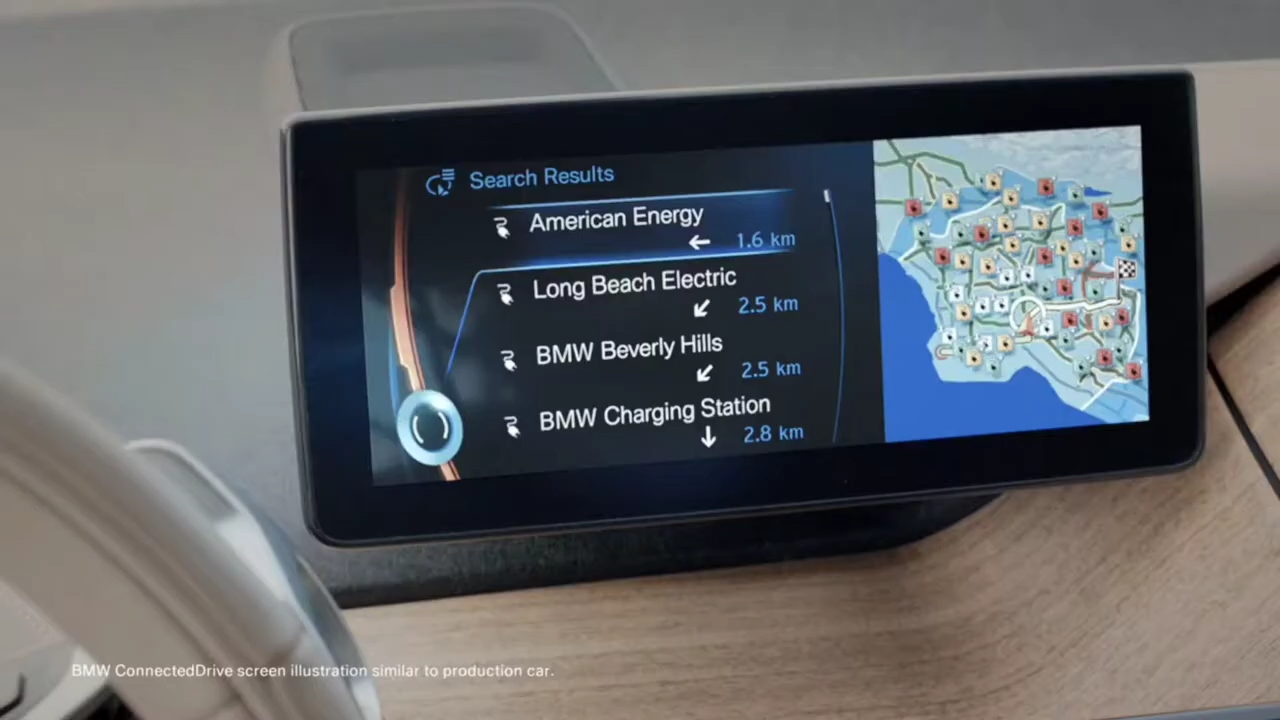 Search Results
American Energy
1.6 km
Long Beach Electric
2.5 km
BMW Beverly Hills
2.5 km
BMW Charging Station
2.8 km
BMW ConnectedDrive screen illustration similar to production car.